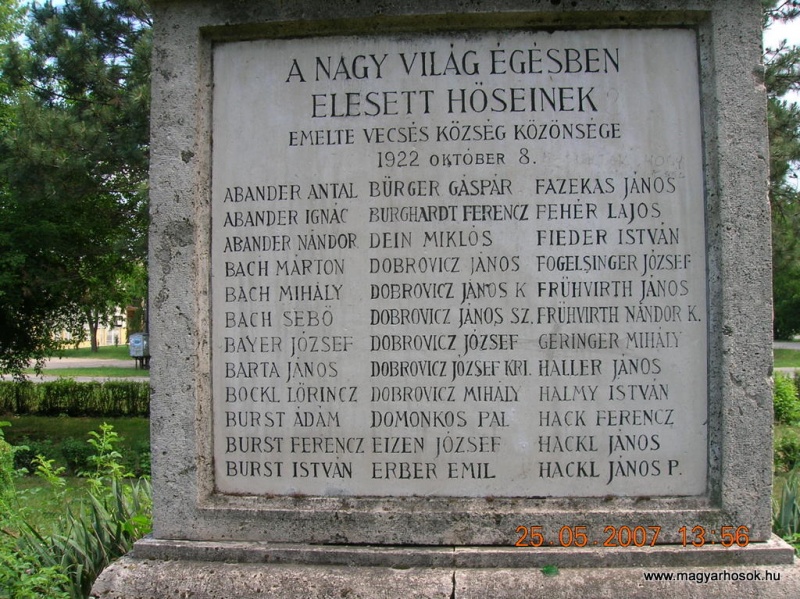 A NAGY VILÁG ÉGÉSBEN
ELESETT HŐSEINEK
EMELTE VECSÉS KÖZSÉG KÖZÖNSÉGE
1922 OKTÓBER 8.
ABANDER ANTAL BÜRGER GÁSPÁR FAZEKAS JÁNOS
ABANDER IGNÁC BURGHARDT FERENCZ FEHÉR LAJOS
ABANDER NÁNDOR DEIN MIKLÓS FIEDER ISTVÁN
BACH MÁRTON DOBROVICZ JÁNOS FOGELSINGER JÓZSEF
BACH MIHÁLY DOBROVICZ JÁNOS K FRÜHVIRTH JÁNOS
BACH SEBŐ DOBROVICZ JÁNOS SZ. FRÜHVIRTH NÁNDOR K.
BAYER JÓZSEF DOBROVICZ JÓZSEF GERINGER MIHÁLY
BARTA JÁNOS DOBROVICZ JÓZSEF KRI. HALLER JÁNOS
BOCKL LŐRINCZ DOBROVICZ MIHÁLY HALMY ISTVÁN
BURST ÁDÁM DOMONKOS PÁL HACK FERENCZ
BURST FERENCZ EIZEN JÓZSEF HACKL JÁNOS
BURST ISTVÁN ERBER EMIL HACKL JÁNOS P.
25.05.2007 13:56
www.magyarhosok.hu